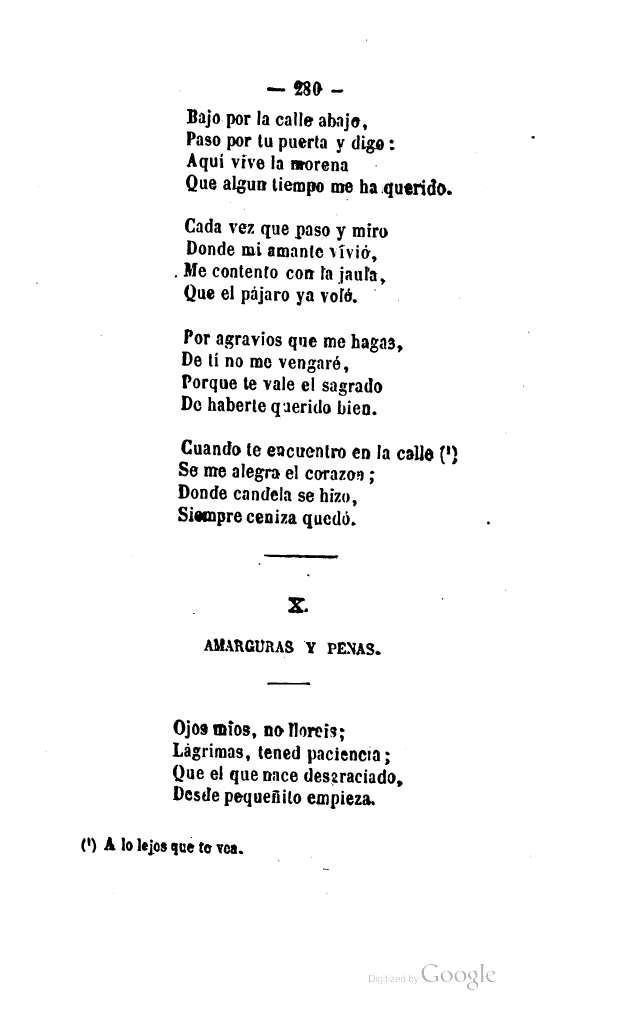 — 280 —
Bajo por la calle abajo,
Paso por tu puerta y digo:
Aquí vive la morena
Que algun tiempo me ha querido.
Cada vez que paso y miro
Donde mi amante vívió,
Me contento con la jaula,
Que el pájaro ya voló.
Por agravios que me hagas,
De tí no me vengaré,
Porque te vale el sagrado
De haberte querido bien.
Cuando te encuentro en la calle (¹)
Se me alegra el corazon;
Donde candela se hizo,
Siempre ceniza quedó.
X.
AMARGURAS Y PENAS.
Ojos mios, no lloreis;
Lágrimas, tened paciencia;
Que el que nace desgraciado,
Desde pequeñito empieza.
(¹) A lo lejos que te vea.
Digitized by Google